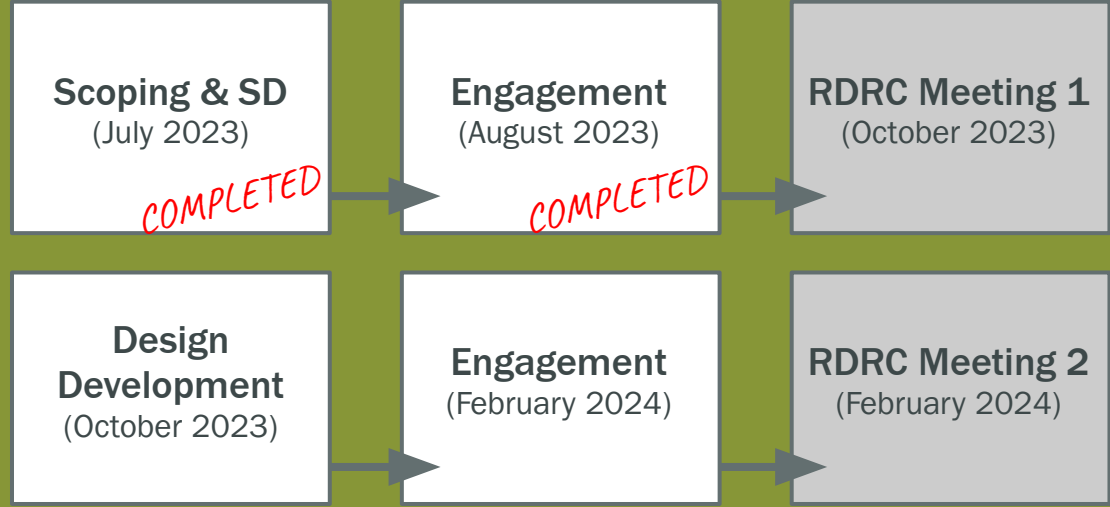 Scoping & SD
(July 2023)
COMPLETED
Engagement
(August 2023)
COMPLETED
RDRC Meeting 1
(October 2023)
Design
Development
(October 2023)
Engagement
(February 2024)
RDRC Meeting 2
(February 2024)